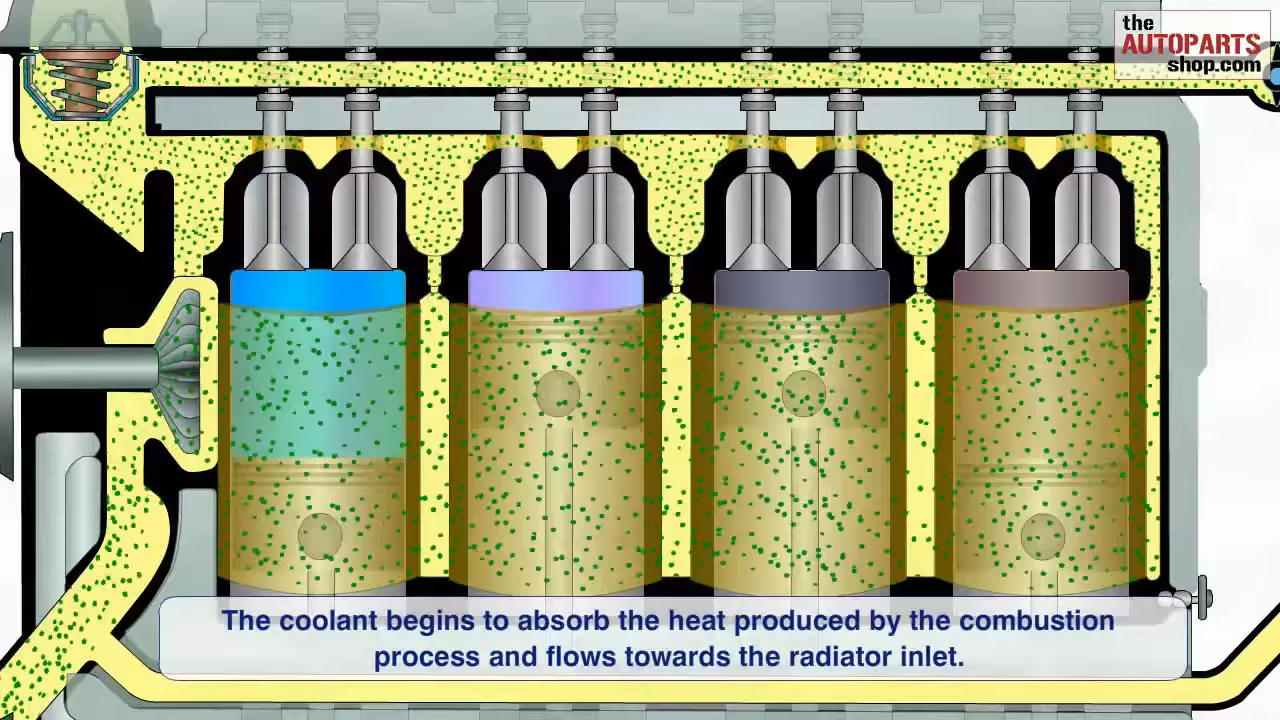 the
AUTOPARTS
shop.com
The coolant begins to absorb the heat produced by the combustion
process and flows towards the radiator inlet.